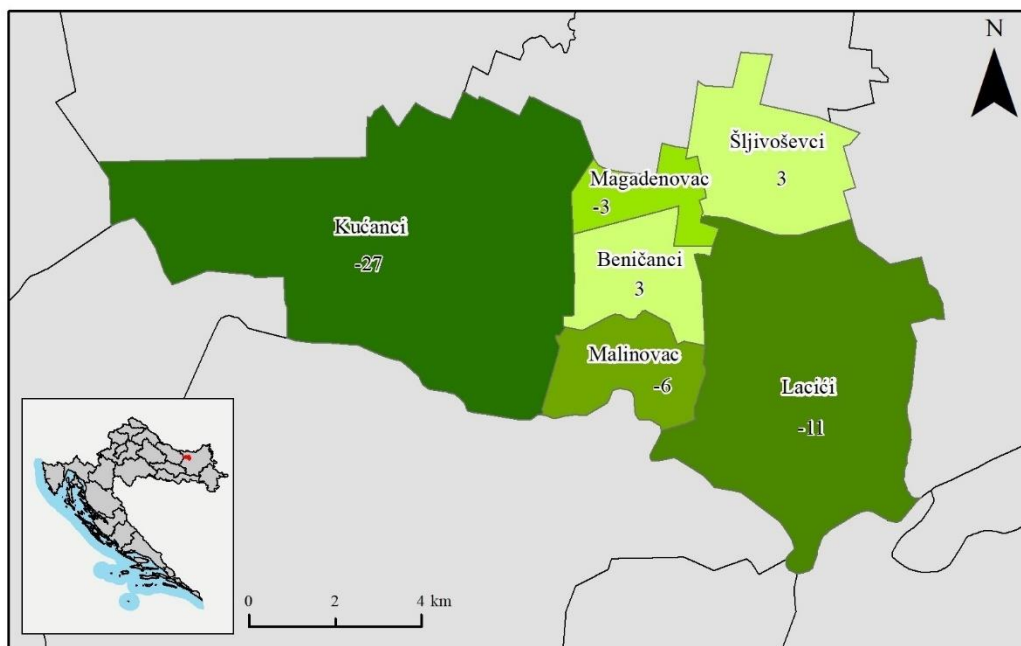 N
Šljivoševci
3
Magadenovac
-3
Kućanci
-27
Beničanci
3
Malinovac
-6
Lacići
-11
0 2 4 km